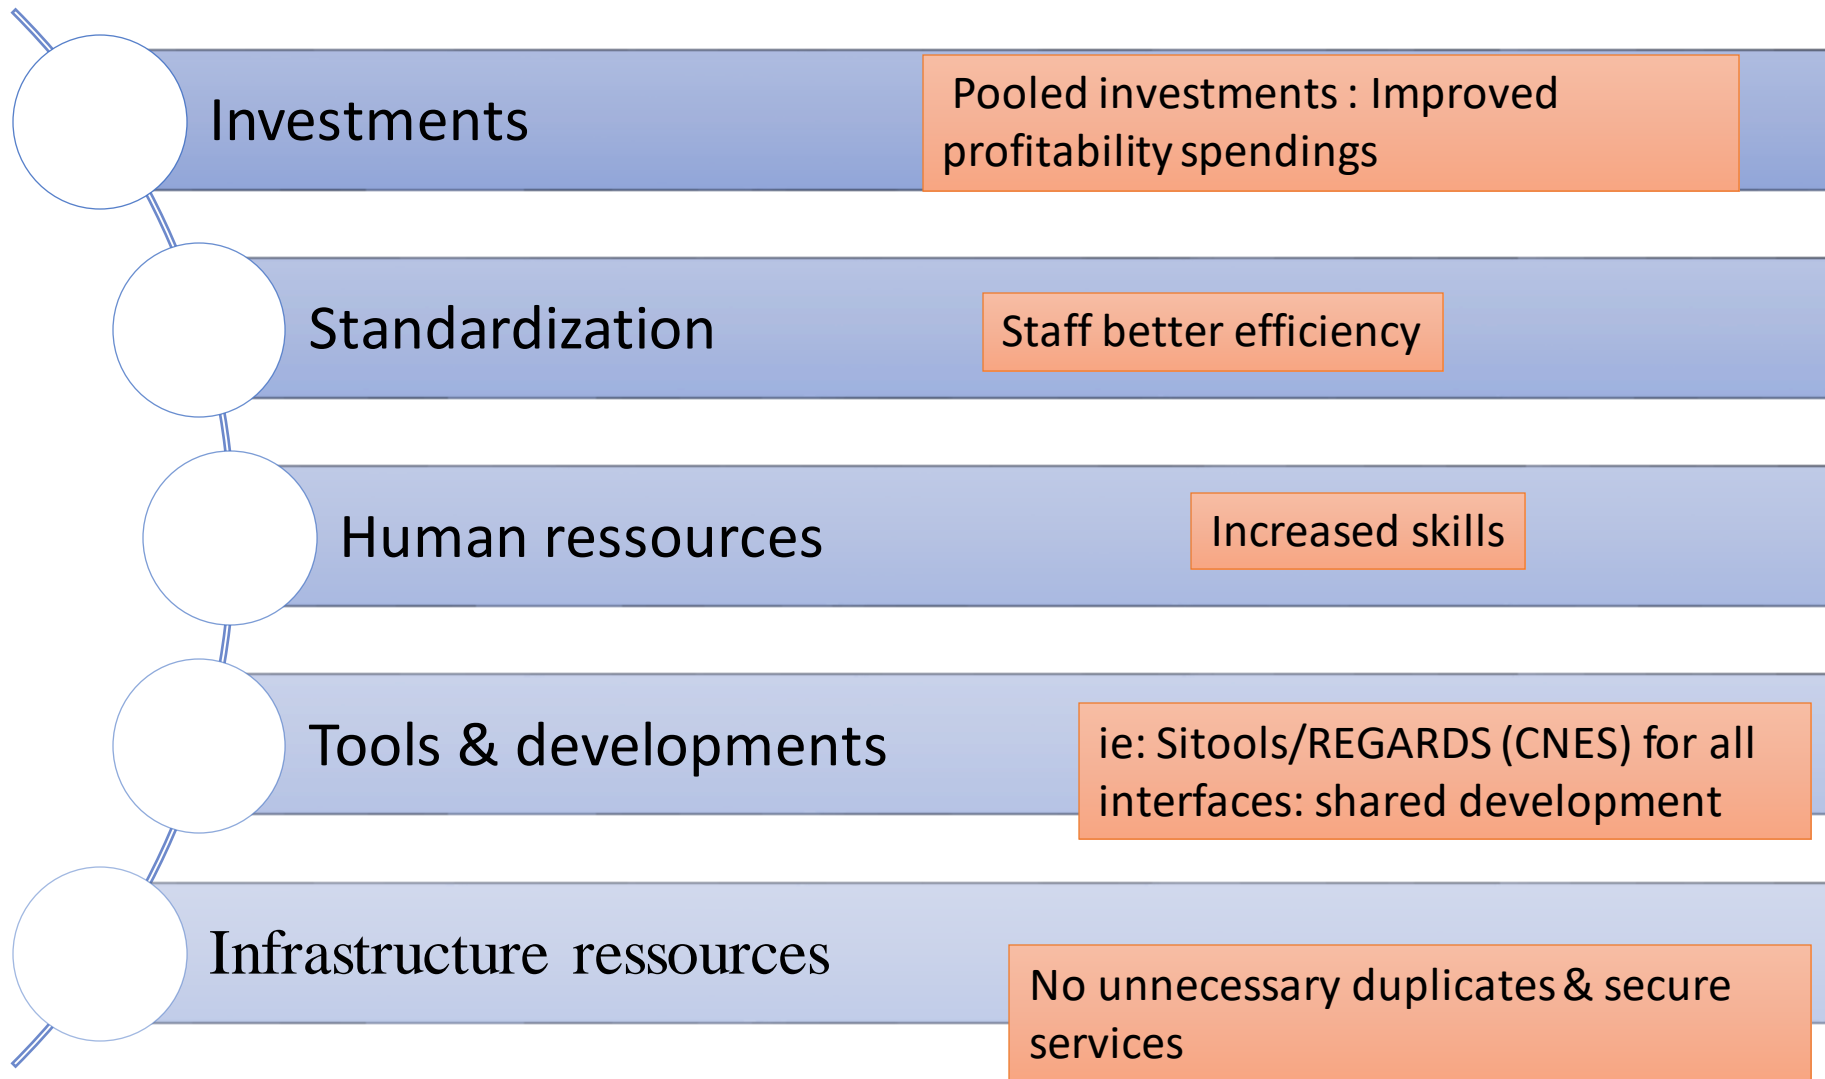 Investments
Pooled investments : Improved
profitability spendings
Standardization
Staff better efficiency
Human ressources
Increased skills
Tools & developments
ie: Sitools/REGARDS (CNES) for all
interfaces: shared development
Infrastructure ressources
No unnecessary duplicates & secure
services